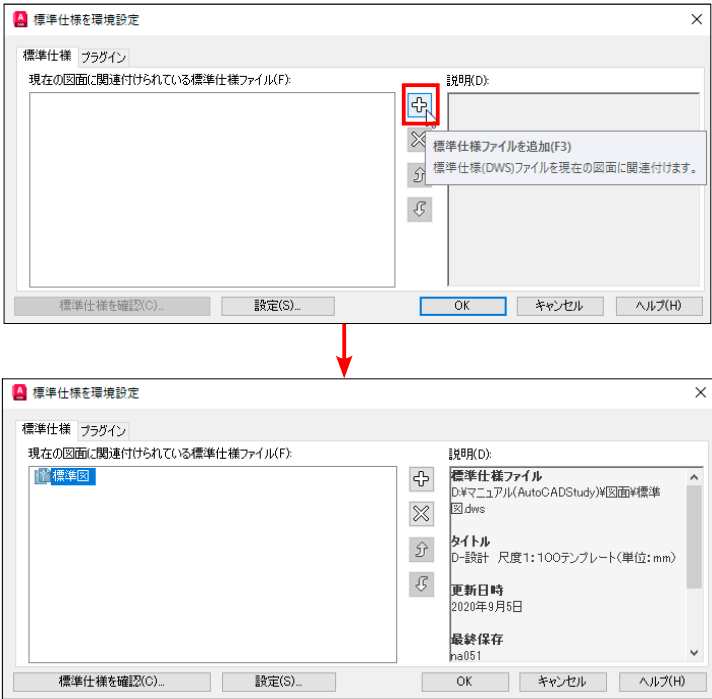 標準仕様を環境設定
標準仕様 プラグイン
現在の図面に関連付けられている標準仕様ファイル(F):
説明(D):
標準仕様ファイルを追加(F3)
標準仕様(DWS)ファイルを現在の図面に関連付けます。
標準仕様を確認(C)... 設定(S)... OK キャンセル ヘルプ(H)
標準仕様を環境設定
標準仕様 プラグイン
現在の図面に関連付けられている標準仕様ファイル(F):
標準図
説明(D):
標準仕様ファイル
D:¥マニュアル(AutoCADStudy)¥図面¥標準
図.dws
タイトル
D-設計 尺度1:100テンプレート(単位:mm)
更新日時
2020年9月5日
最終保存
na051
標準仕様を確認(C)... 設定(S)... OK キャンセル ヘルプ(H)